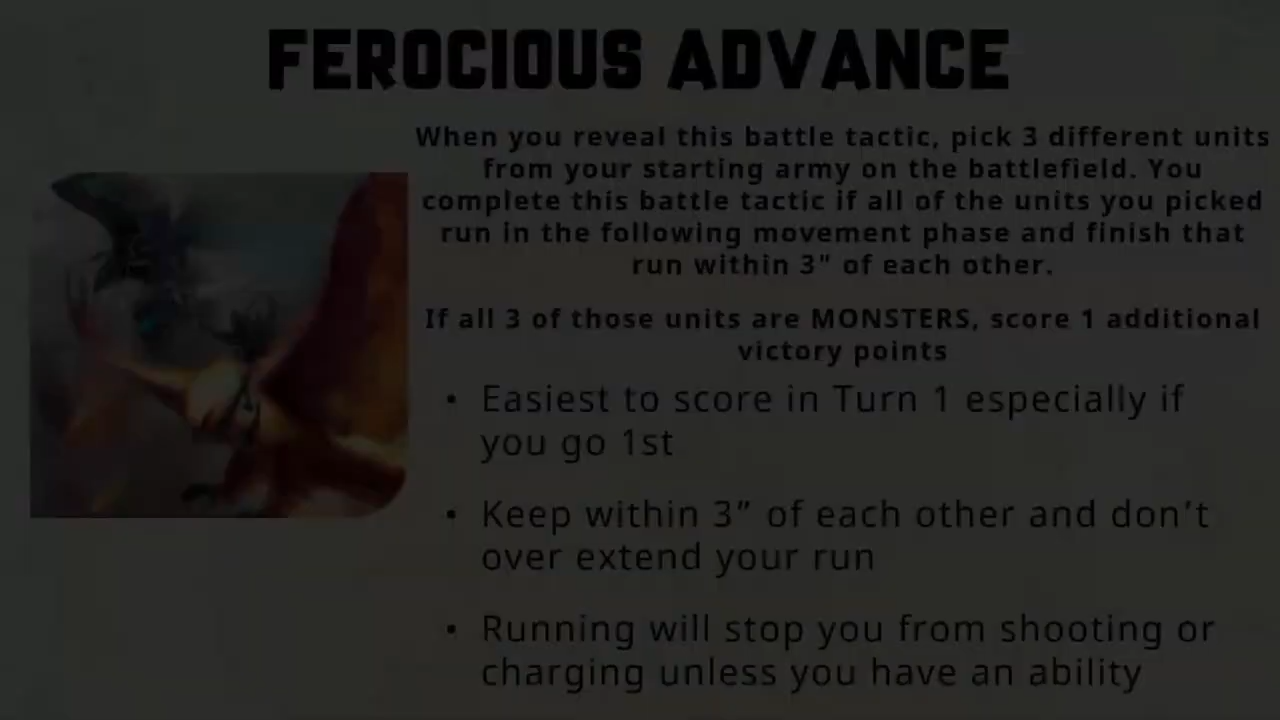 FEROCIOUS ADVANCE
When you reveal this battle tactic, pick 3 different units
from your starting army on the battlefield. You
complete this battle tactic if all of the units you picked
run in the following movement phase and finish that
run within 3" of each other.
If all 3 of those units are MONSTERS, score 1 additional
victory points
• Easiest to score in Turn 1 especially if
you go 1st
• Keep within 3” of each other and don’t
over extend your run
• Running will stop you from shooting or
charging unless you have an ability